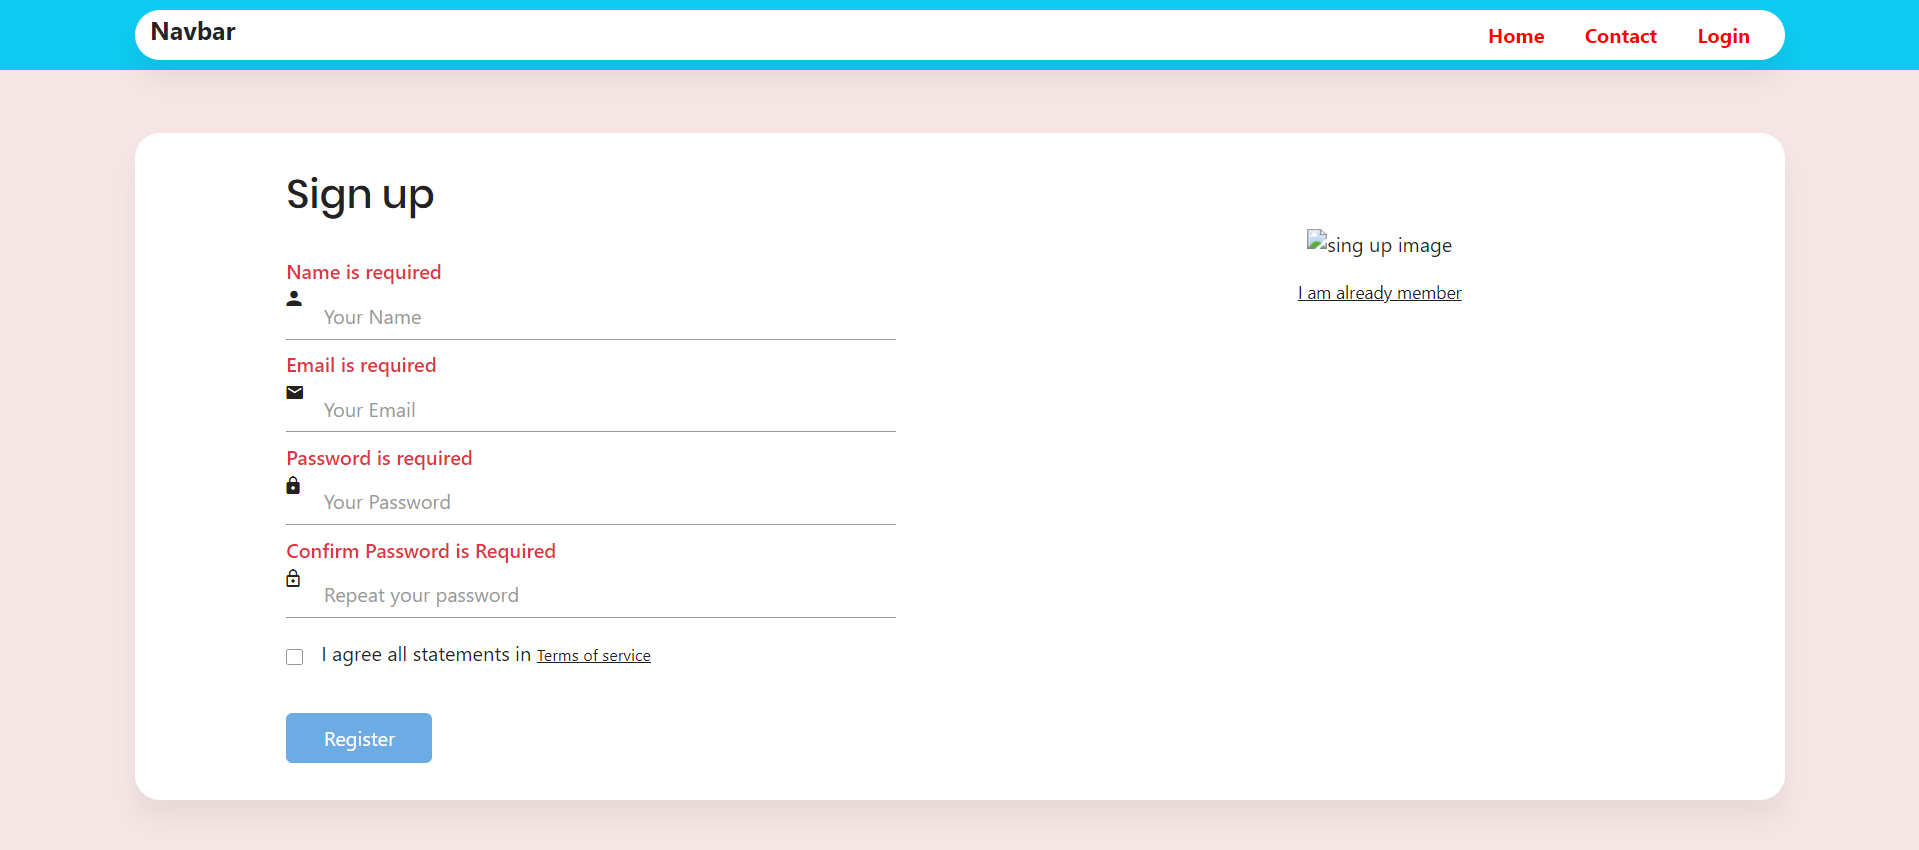 Navbar
Home Contact Login
Sign up
Name is required
Your Name
Email is required
Your Email
Password is required
Your Password
Confirm Password is Required
Repeat your password
I agree all statements in Terms of service
Register
sing up image
I am already member